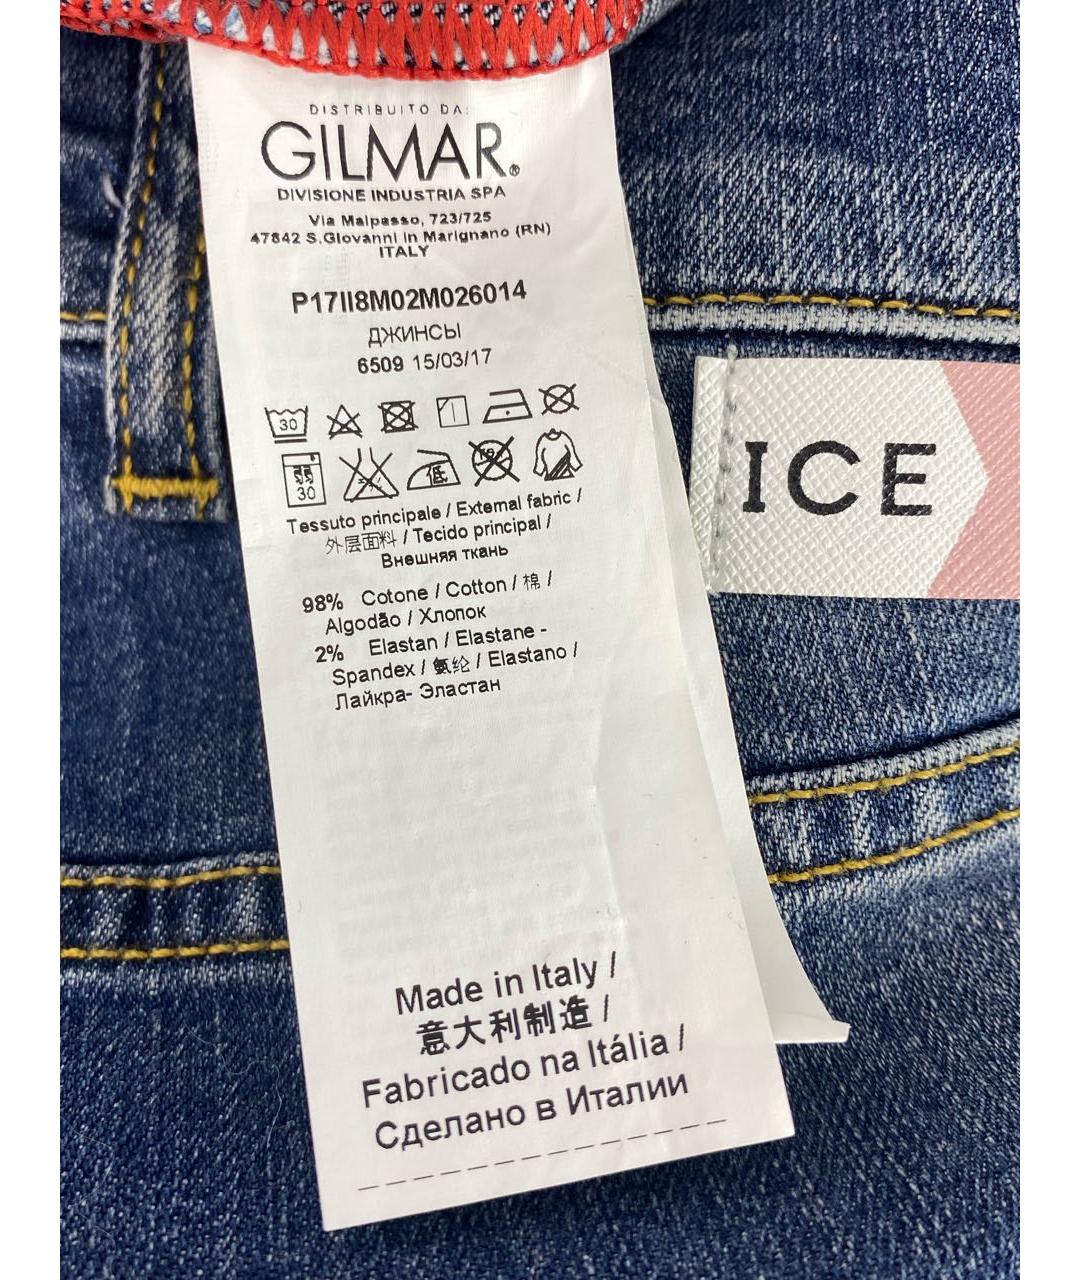 DISTRIBUITO DA:
GILMAR®
DIVISIONE INDUSTRIA SPA
Via Malpasso, 723/725
47842 S.Giovanni in Marignano (RN)
ITALY
P17II8M02M026014
ДЖИНСЫ
6509 15/03/17
30
30
低
Tessuto principale / External fabric /
外层面料 / Tecido principal /
Внешняя ткань
98% Cotone / Cotton / 棉 /
Algodão / Хлопок
2% Elastan / Elastane -
Spandex / 氨纶 / Elastano /
Лайкра- Эластан
Made in Italy /
意大利制造 /
Fabricado na Itália /
Сделано в Италии
ICE